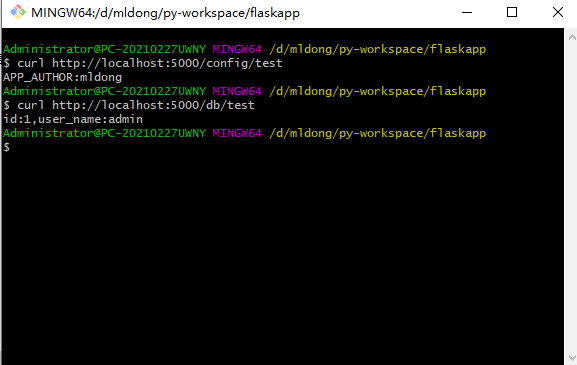 MINGW64:/d/mldong/py-workspace/flaskapp
Administrator@PC-20210227UWNY MINGW64 /d/mldong/py-workspace/flaskapp
$ curl http://localhost:5000/config/test
APP_AUTHOR:mldong
Administrator@PC-20210227UWNY MINGW64 /d/mldong/py-workspace/flaskapp
$ curl http://localhost:5000/db/test
id:1,user_name:admin
Administrator@PC-20210227UWNY MINGW64 /d/mldong/py-workspace/flaskapp
$